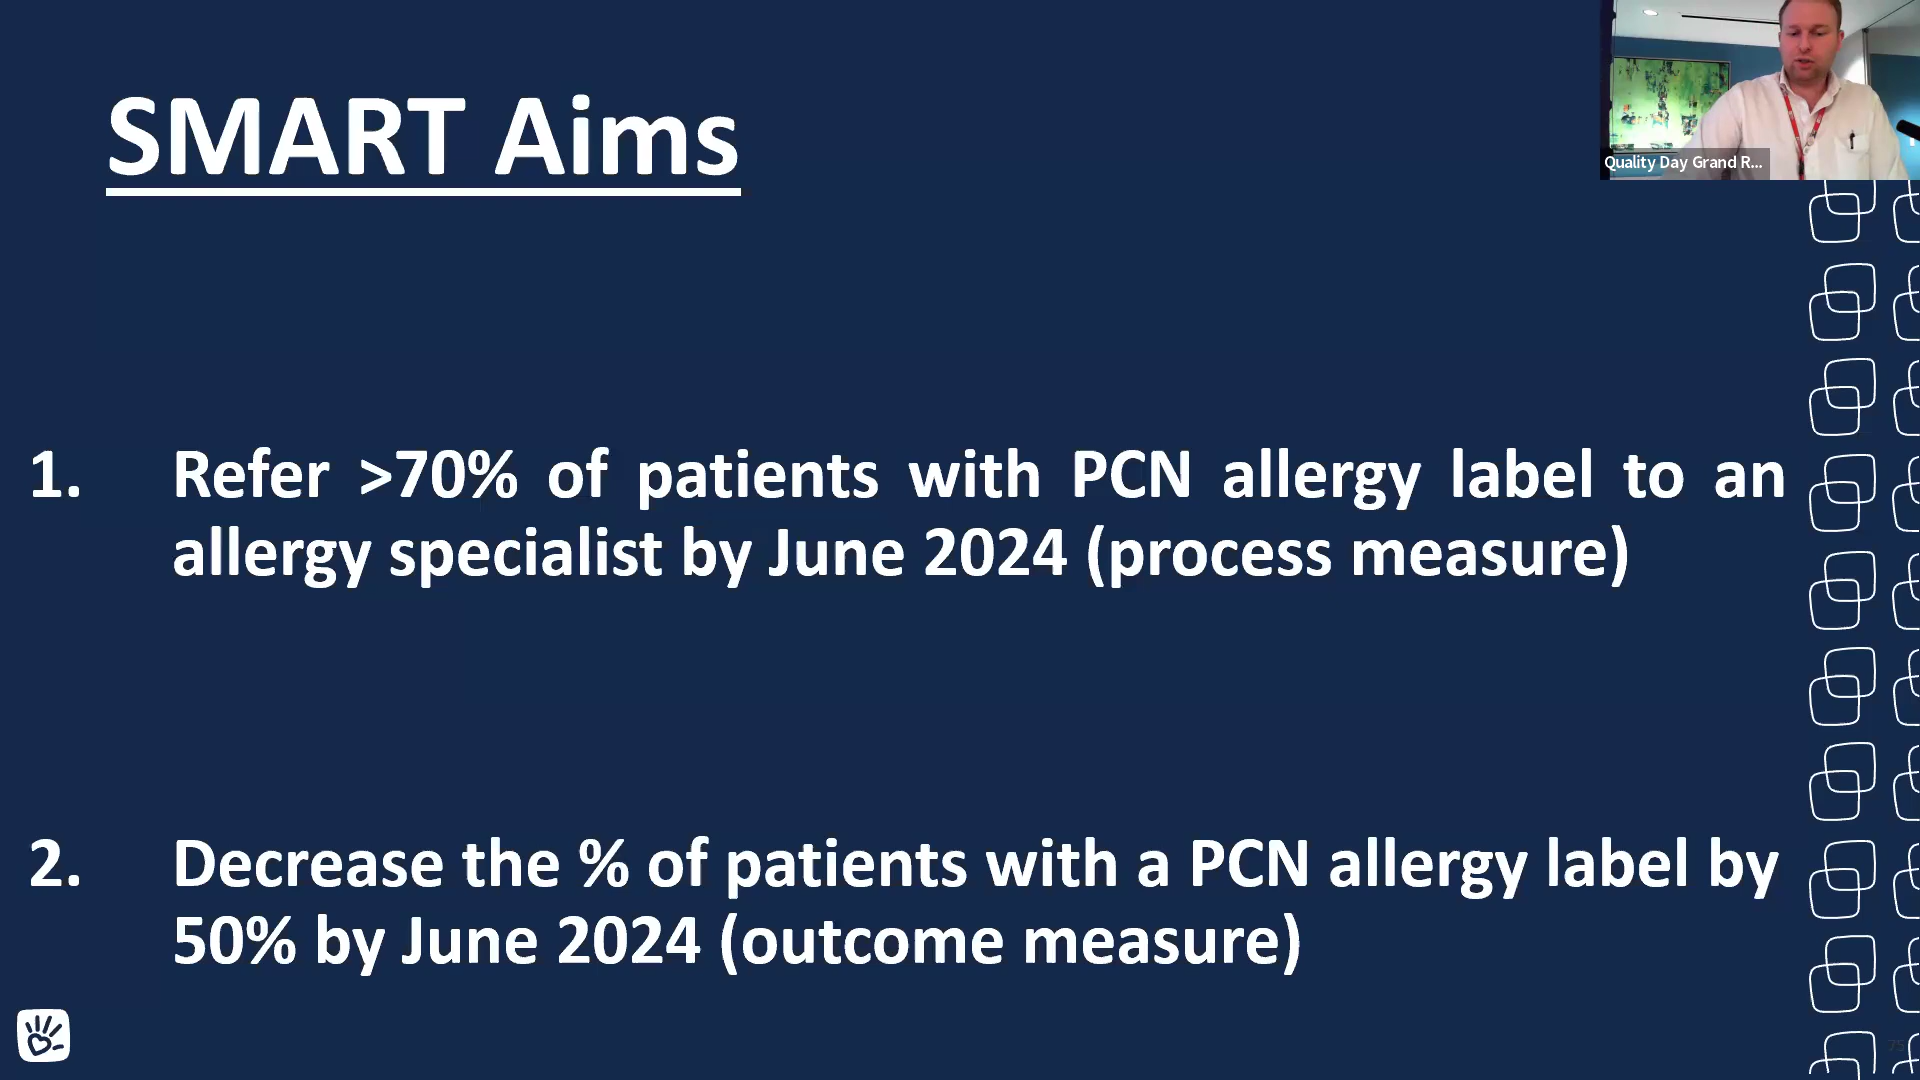 SMART Aims
Quality Day Grand R...
1. Refer >70% of patients with PCN allergy label to an
allergy specialist by June 2024 (process measure)
2. Decrease the % of patients with a PCN allergy label by
50% by June 2024 (outcome measure)
75